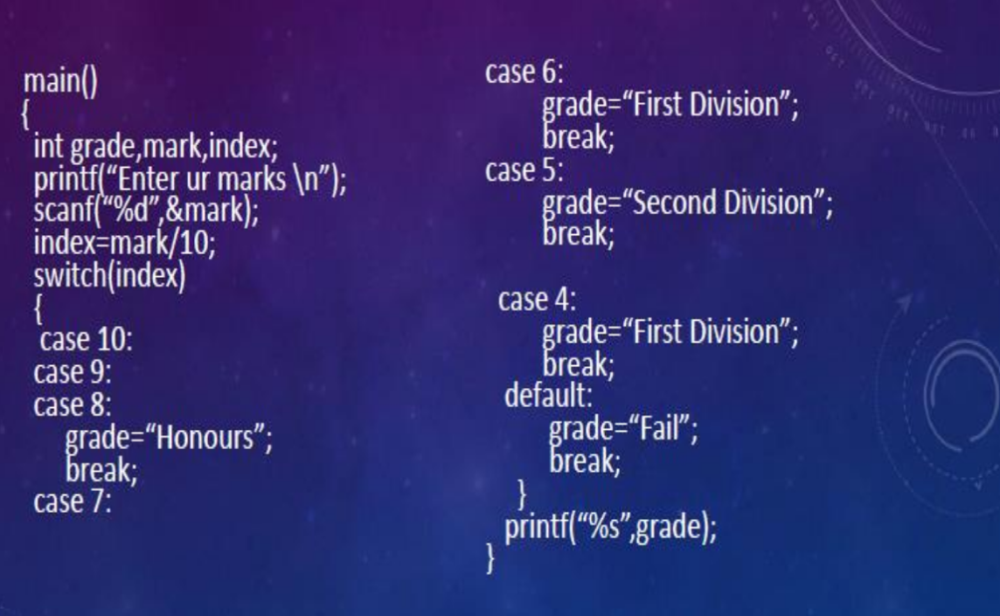 main()
{
int grade,mark,index;
printf(“Enter ur marks \n”);
scanf(“%d”,&mark);
index=mark/10;
switch(index)
{
case 10:
case 9:
case 8:
grade=“Honours”;
break;
case 7:
case 6:
grade=“First Division”;
break;
case 5:
grade=“Second Division”;
break;
case 4:
grade=“First Division”;
break;
default:
grade=“Fail”;
break;
}
printf(“%s”,grade);
}